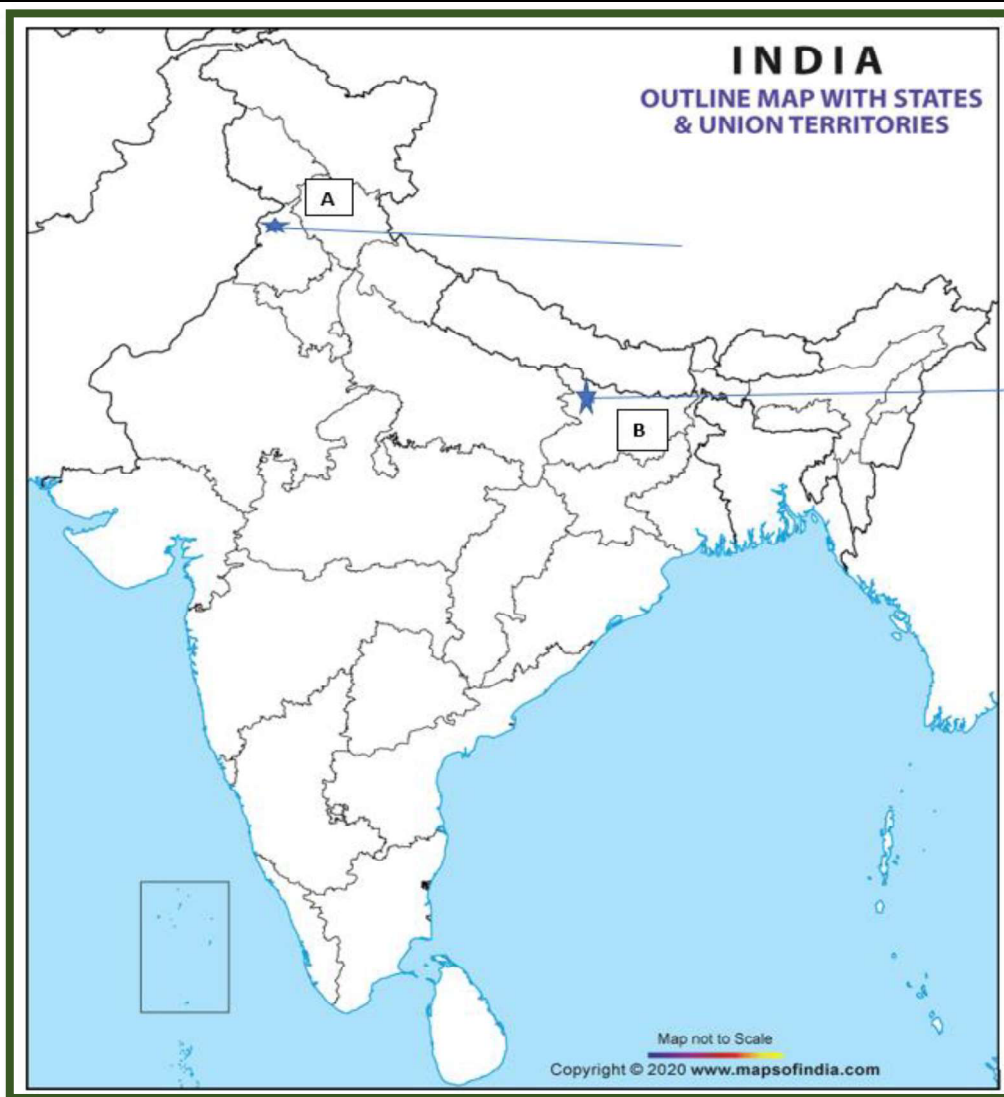 INDIA
OUTLINE MAP WITH STATES
& UNION TERRITORIES
A
B
Map not to Scale
Copyright © 2020 www.mapsofindia.com